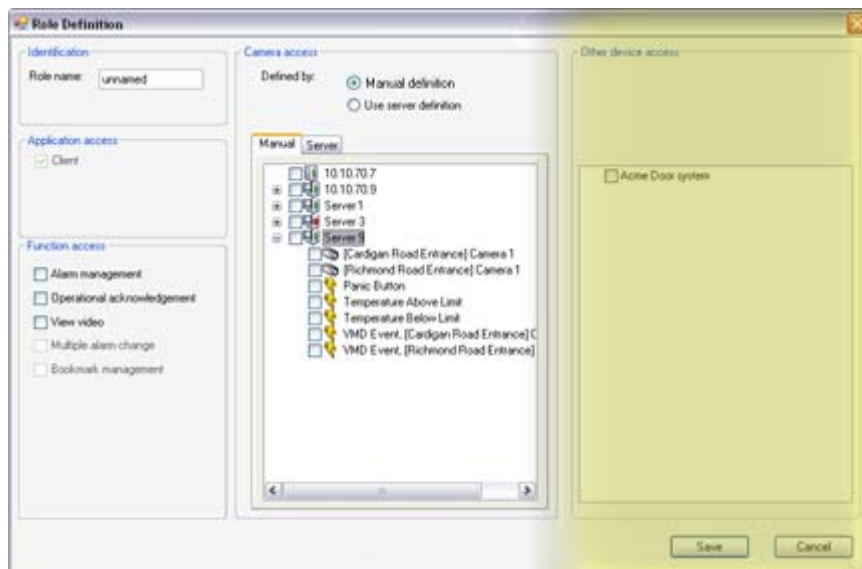 Role Definition
Identification
Role name: unnamed
Application access
Client
Function access
Alarm management
Operational acknowledgement
View video
Multiple alarm change
Bookmark management
Camera access
Defined by:
Manual definition
Use server definition
Manual
Server
10.10.70.7
10.10.70.9
Server 1
Server 3
Server 9
[Cardigan Road Entrance] Camera 1
[Richmond Road Entrance] Camera 1
Panic Button
Temperature Above Limit
Temperature Below Limit
VMD Event, [Cardigan Road Entrance] C
VMD Event, [Richmond Road Entrance]
Other device access
Acme Door system
Save
Cancel